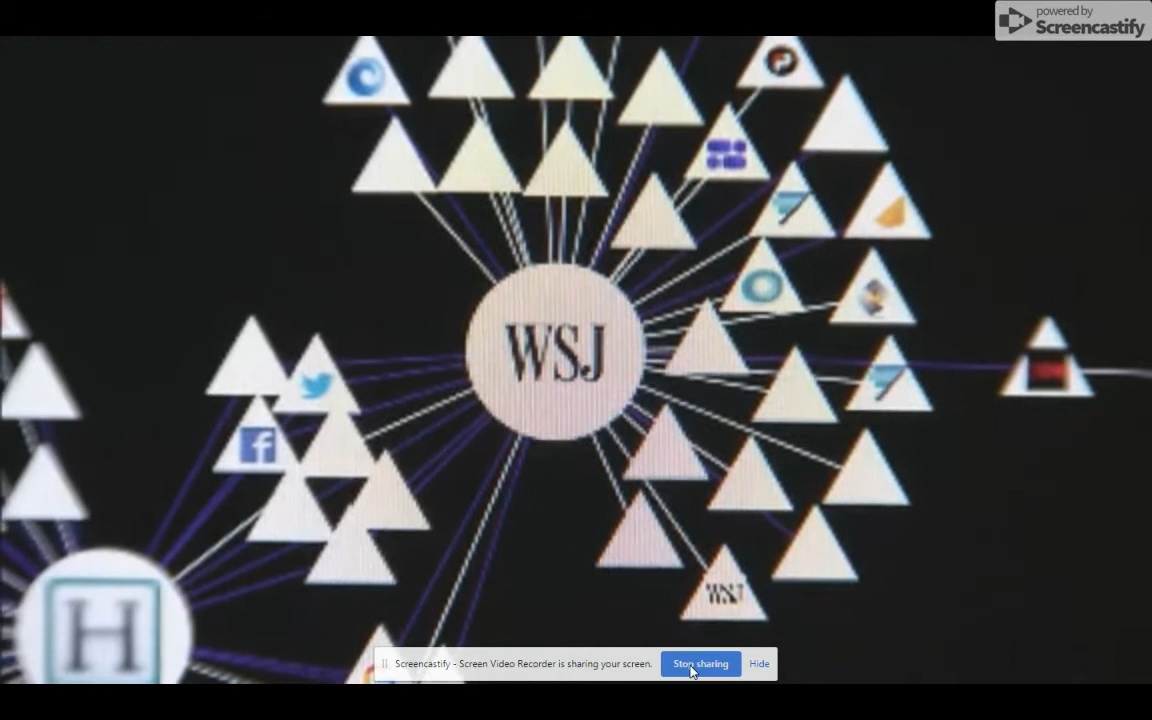 powered by
Screencastify
WSJ
f
WSJ
H
Screencastify - Screen Video Recorder is sharing your screen.
Stop sharing
Hide